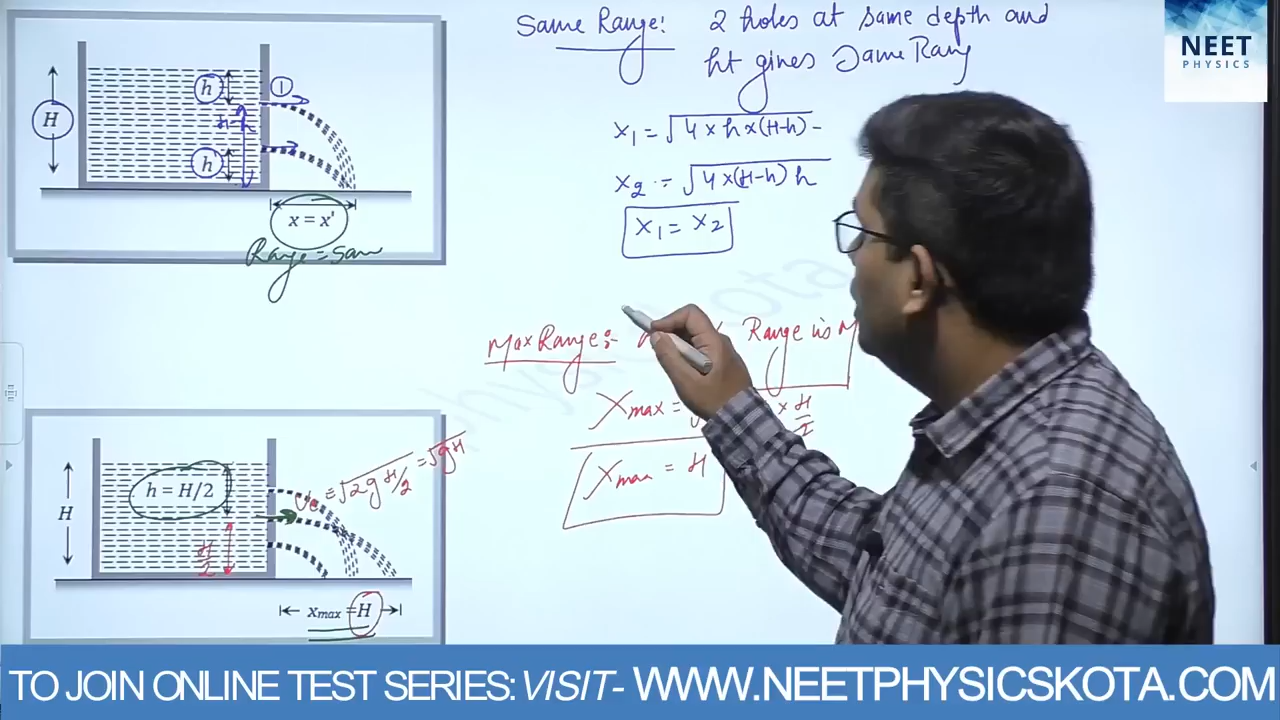 Same Range: 2 holes at same depth and
ht gives Same Rang
x₁ = √4 × h × (H-h) -
x₂ = √4 × (H-h) h
x₁ = x₂
Max Range:- Range is M
Xmax = × H/2
Xmax = H
H
h
①
H-h
h
x = x'
Range = Sam
H
h = H/2
Ve = √2g H/2 = √gH
H/2
xmax = H
NEET
PHYSICS
TO JOIN ONLINE TEST SERIES: VISIT- WWW.NEETPHYSICSKOTA.COM